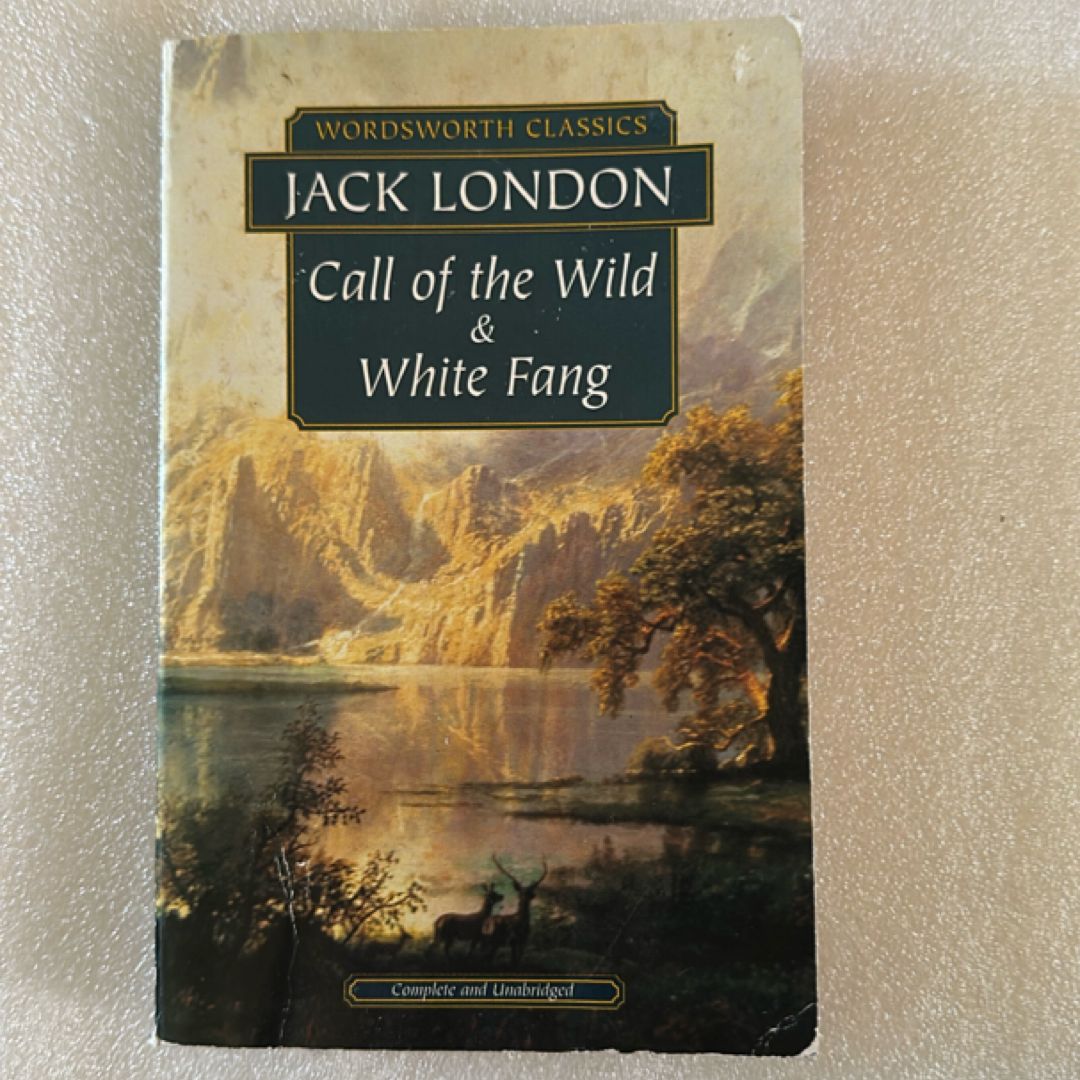 WORDSWORTH CLASSICS
JACK LONDON
Call of the Wild
&
White Fang
Complete and Unabridged